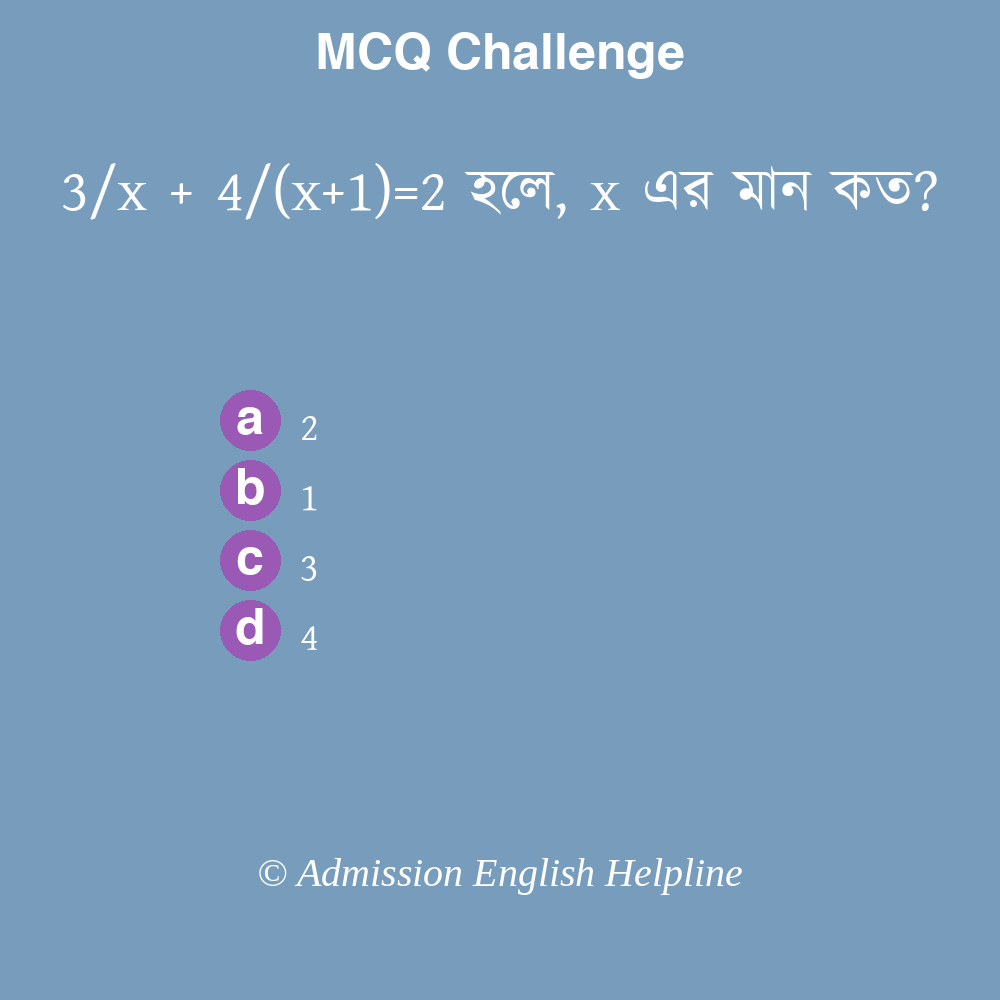 MCQ Challenge
3/x + 4/(x+1)=2 হলে, x এর মান কত?
a 2
b 1
c 3
d 4
© Admission English Helpline